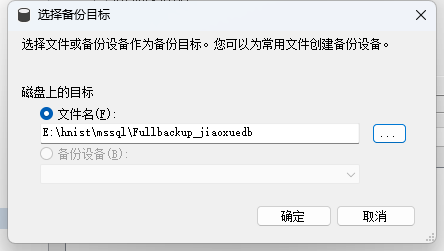 选择备份目标
选择文件或备份设备作为备份目标。您可以为常用文件创建备份设备。
磁盘上的目标
文件名(F):
E:\hnist\mssql\Fullbackup_jiaoxuedb
...
备份设备(B):
确定
取消